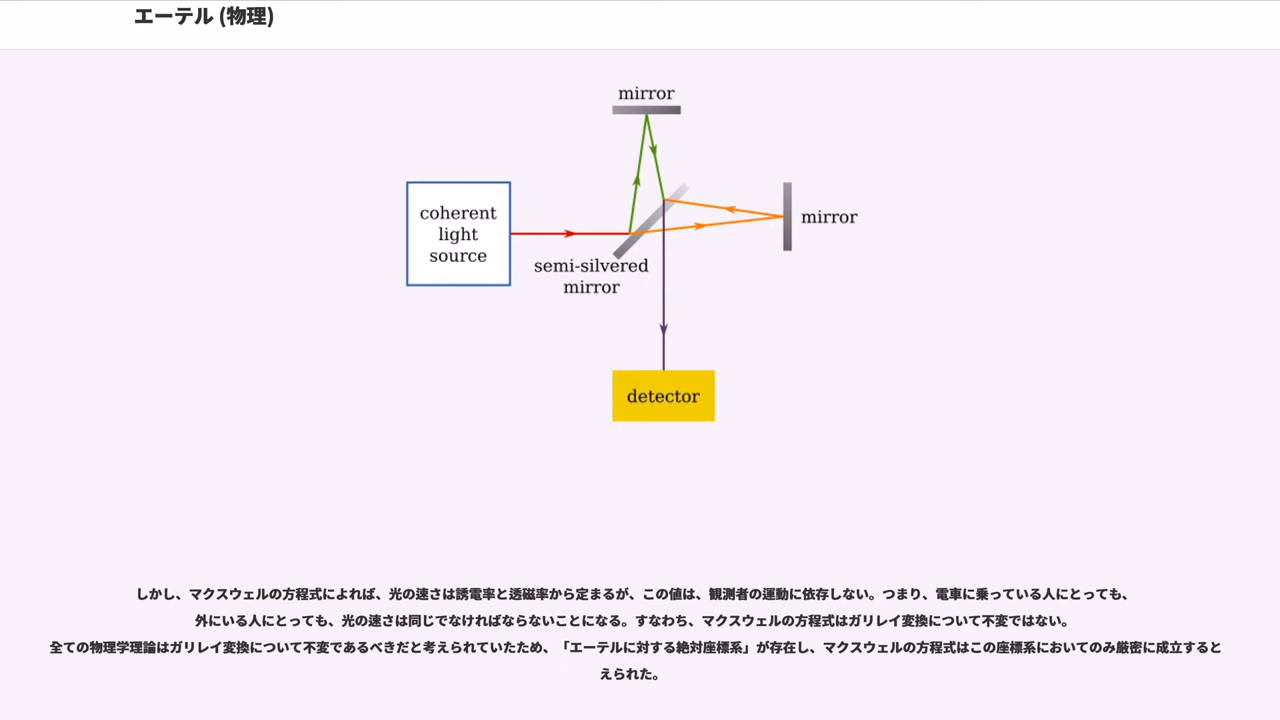 エーテル (物理)
mirror
coherent
light
source
mirror
semi-silvered
mirror
detector
しかし、マクスウェルの方程式によれば、光の速さは誘電率と透磁率から定まるが、この値は、観測者の運動に依存しない。つまり、電車に乗っている人にとっても、
外にいる人にとっても、光の速さは同じでなければならないことになる。すなわち、マクスウェルの方程式はガリレイ変換について不変ではない。
全ての物理学理論はガリレイ変換について不変であるべきだと考えられていたため、「エーテルに対する絶対座標系」が存在し、マクスウェルの方程式はこの座標系においてのみ厳密に成立すると
えられた。